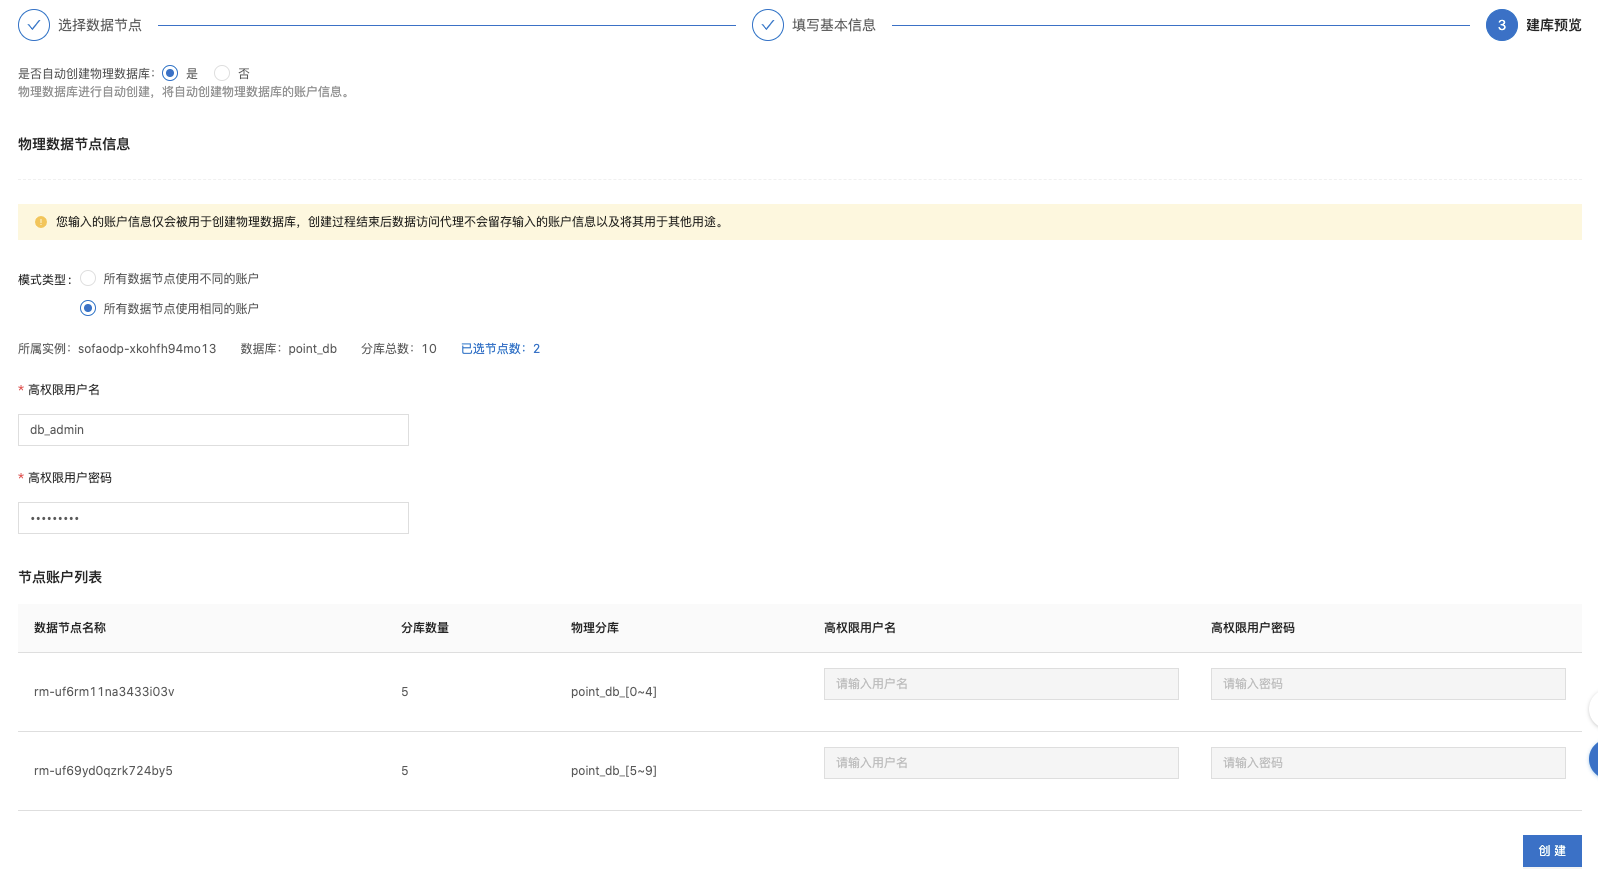 选择数据节点 填写基本信息 3 建库预览
是否自动创建物理数据库： 是 否
物理数据库进行自动创建，将自动创建物理数据库的账户信息。
物理数据节点信息
您输入的账户信息仅会被用于创建物理数据库，创建过程结束后数据访问代理不会留存输入的账户信息以及将其用于其他用途。
模式类型： 所有数据节点使用不同的账户
所有数据节点使用相同的账户
所属实例：sofaodp-xkohfh94mo13 数据库：point_db 分库总数：10 已选节点数：2
* 高权限用户名
db_admin
* 高权限用户密码
•••••••••
节点账户列表
数据节点名称 分库数量 物理分库 高权限用户名 高权限用户密码
rm-uf6rm11na3433i03v 5 point_db_[0~4] 请输入用户名 请输入密码
rm-uf69yd0qzrk724by5 5 point_db_[5~9] 请输入用户名 请输入密码
创 建